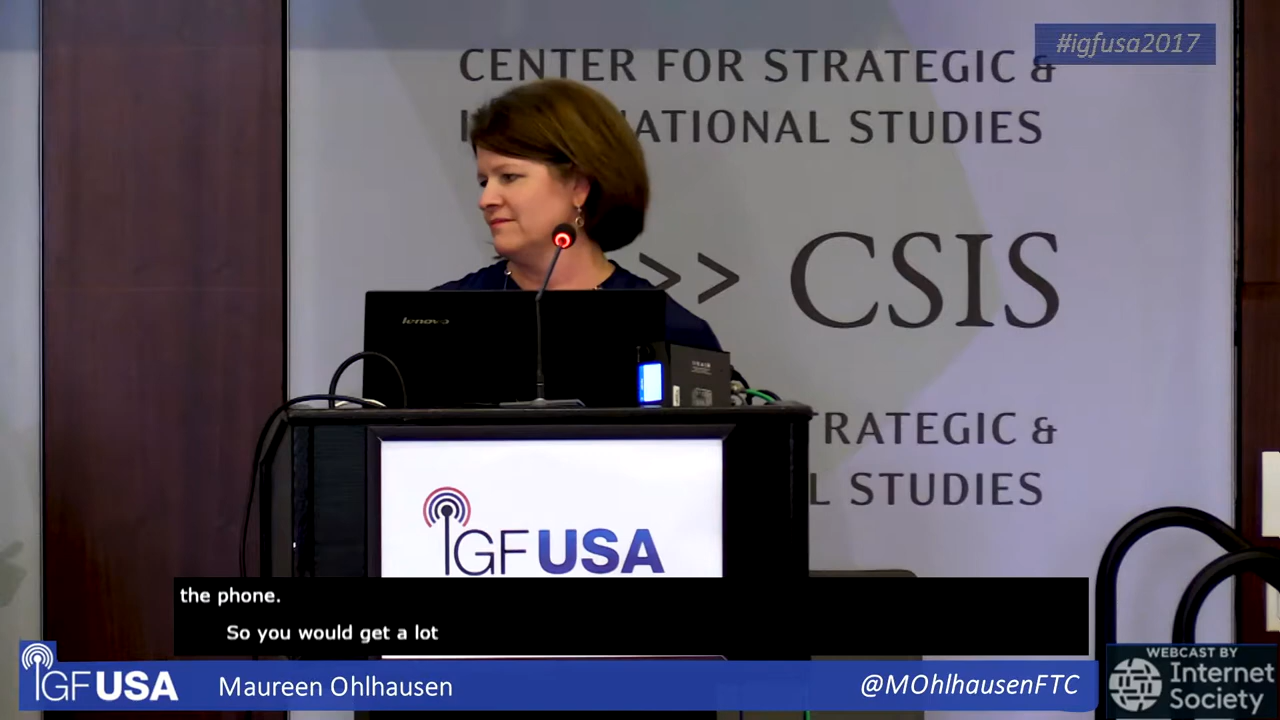 #igfusa2017
CENTER FOR STRATEGIC &
I ATIONAL STUDIES
>> CSIS
lenovo
RATEGIC &
L STUDIES
IGF USA
the phone.
So you would get a lot
IGF USA
Maureen Ohlhausen
@MOhlhausenFTC
WEBCAST BY
Internet
Society